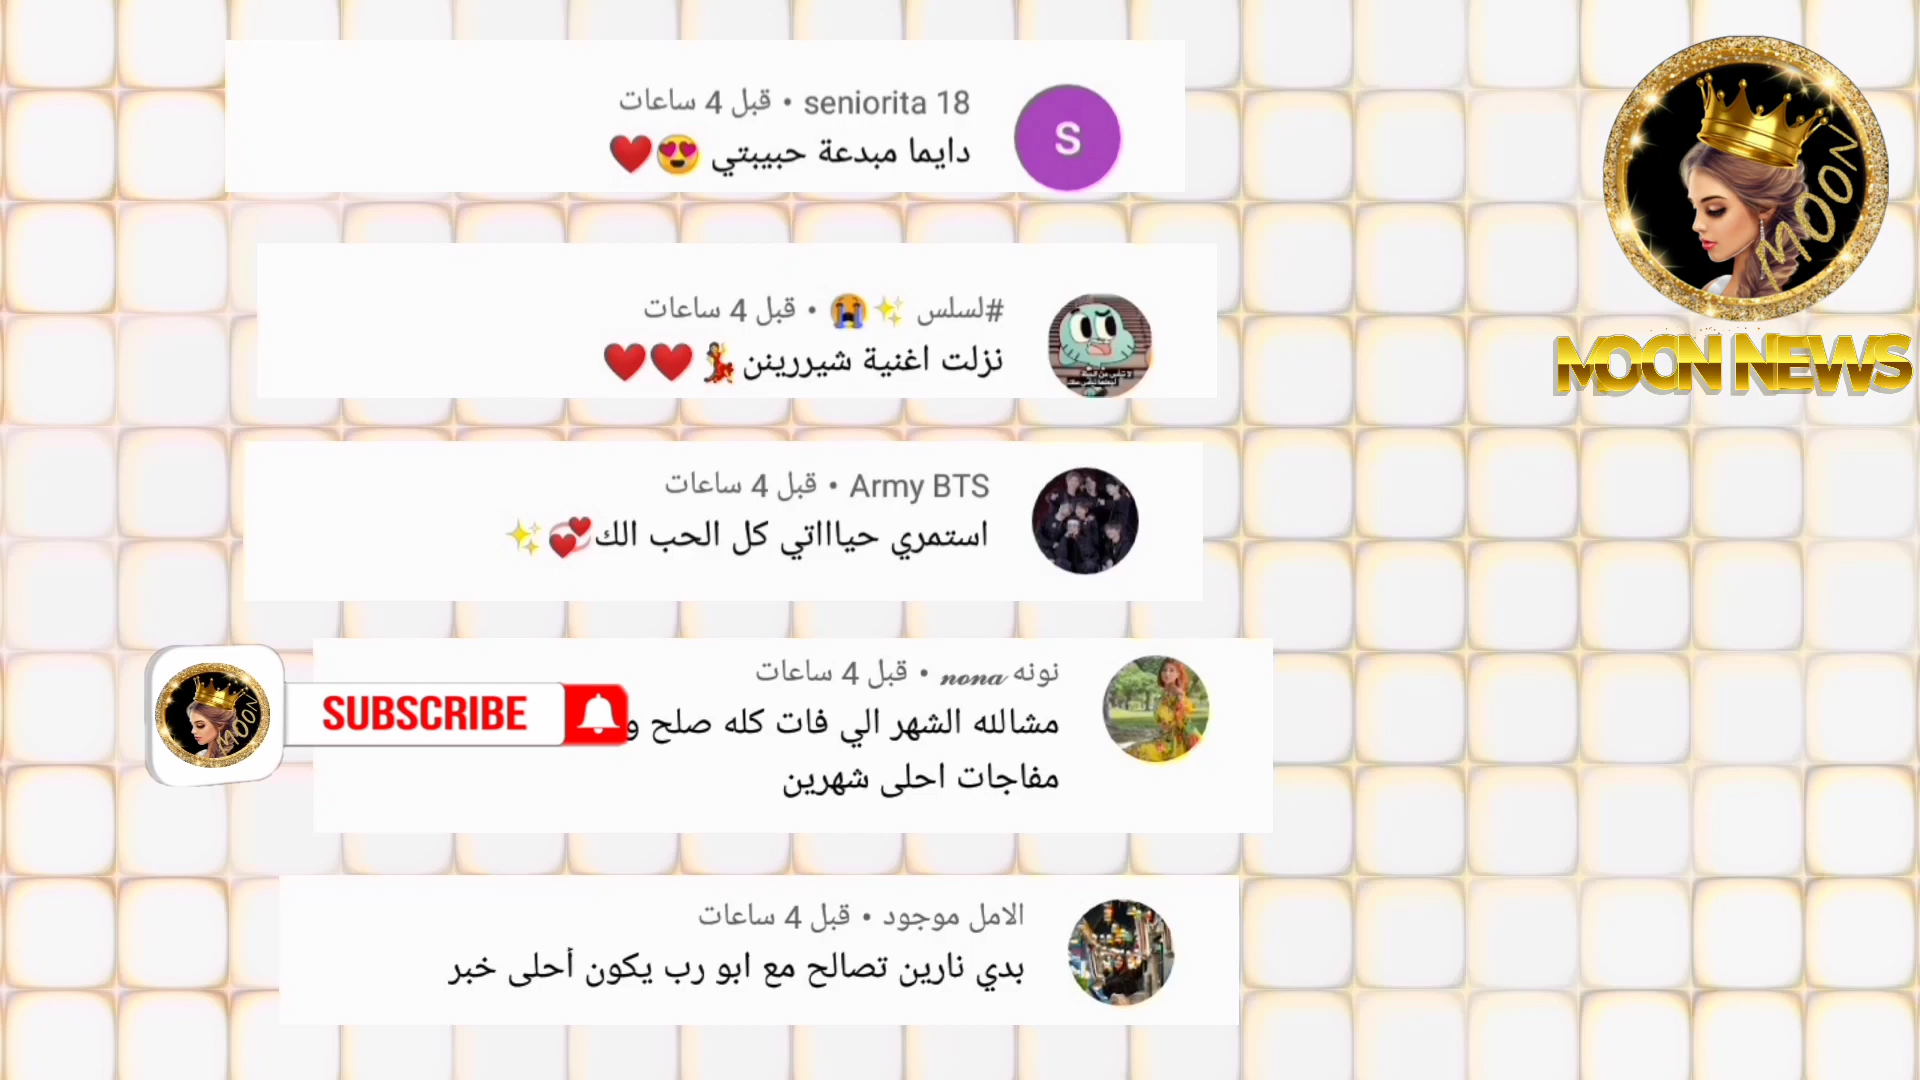 seniorita 18 • قبل 4 ساعات
دايما مبدعة حبيبتي 😍❤️
MOON
MOON NEWS
#لسلس ✨😭 • قبل 4 ساعات
نزلت اغنية شيررينن💃❤️❤️
Army BTS • قبل 4 ساعات
استمري حياااتي كل الحب الك💞✨
نونه 𝓷𝓸𝓷𝓪 • قبل 4 ساعات
مشالله الشهر الي فات كله صلح و
مفاجات احلى شهرين
MOON
SUBSCRIBE
الامل موجود • قبل 4 ساعات
بدي نارين تصالح مع ابو رب يكون أحلى خبر
S